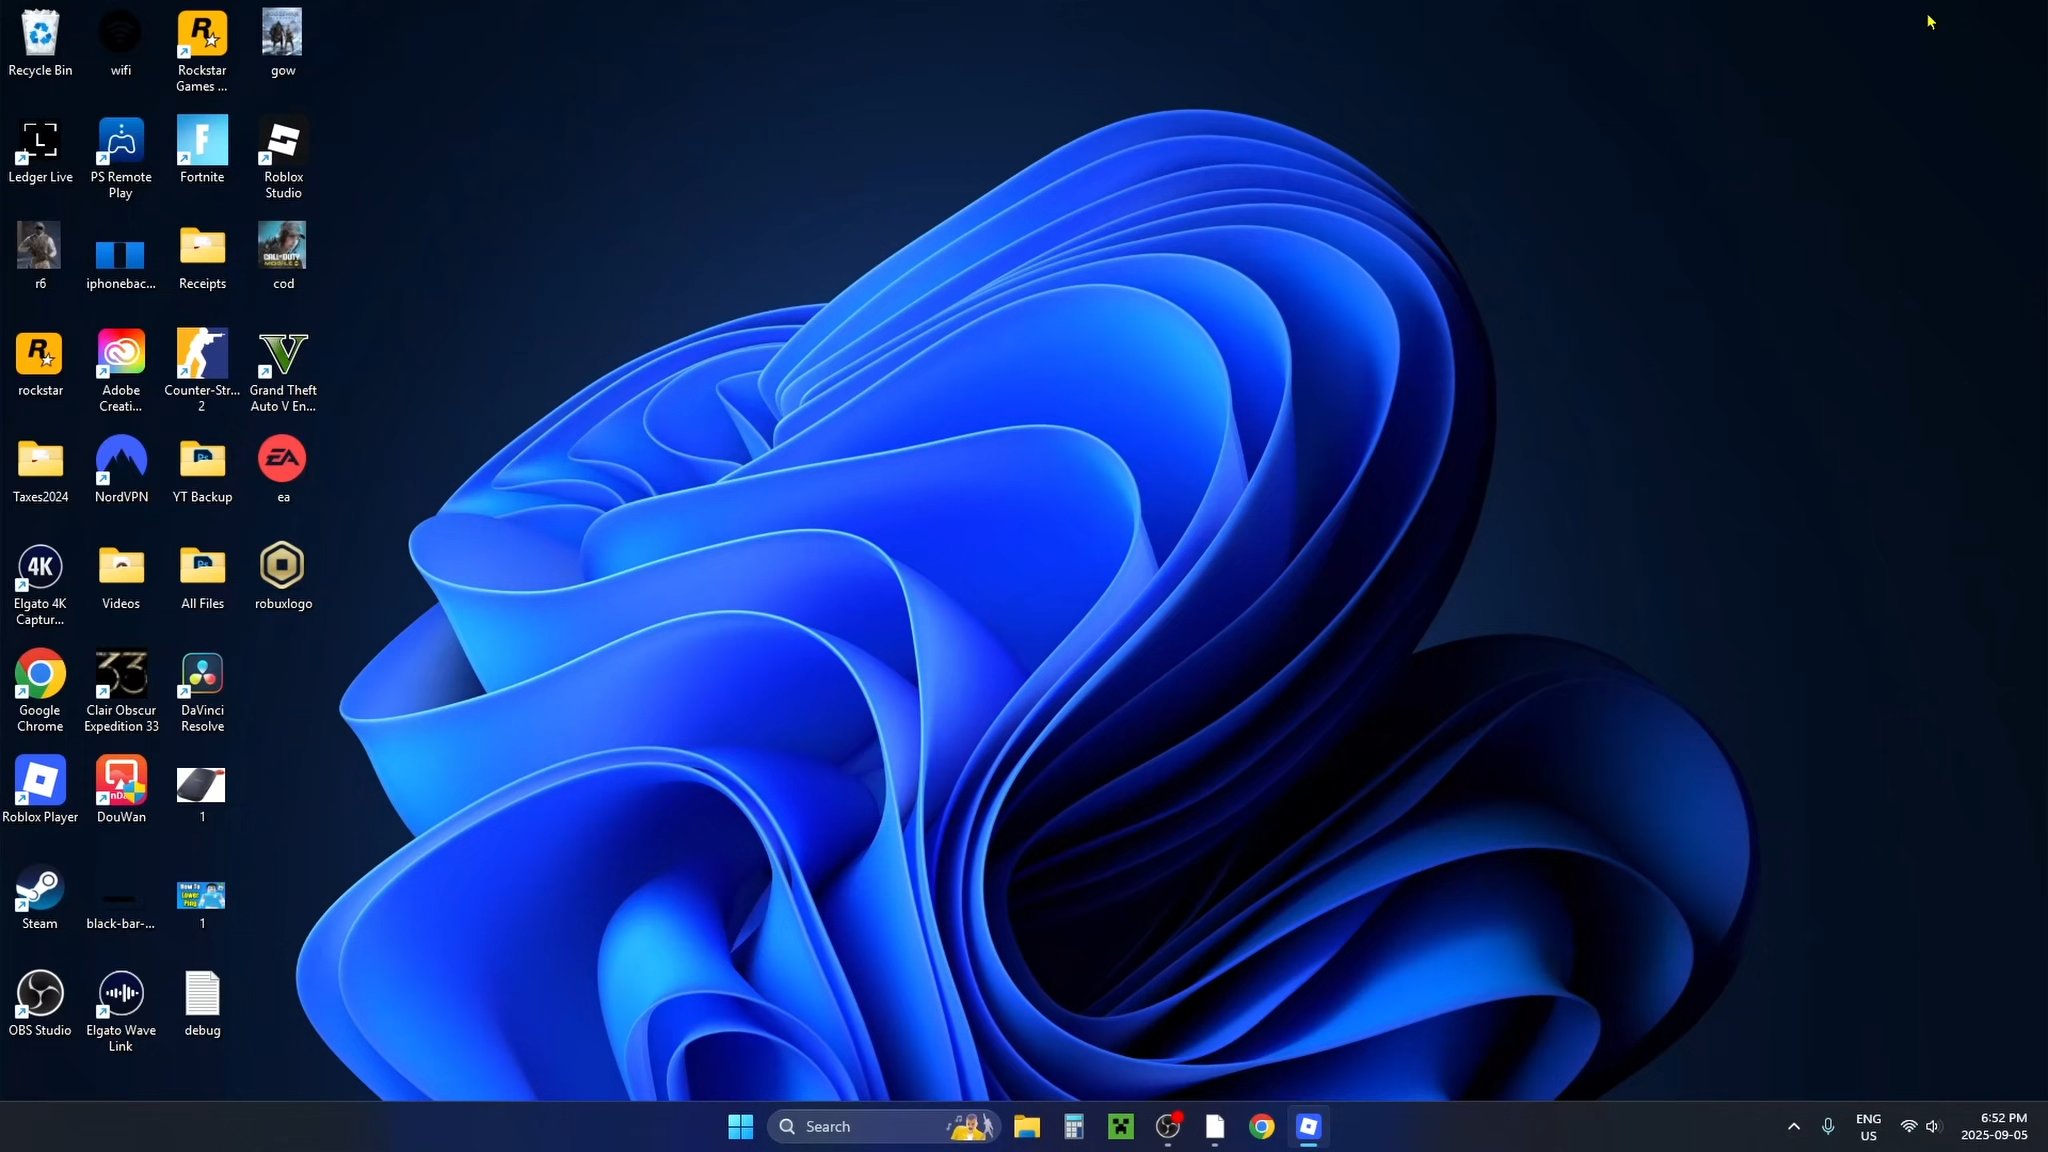 Recycle Bin
wifi
Rockstar
Games ...
gow
Ledger Live
PS Remote
Play
Fortnite
Roblox
Studio
r6
iphonebac...
Receipts
cod
rockstar
Adobe
Creati...
Counter-Str...
2
Grand Theft
Auto V En...
Taxes2024
NordVPN
YT Backup
ea
Elgato 4K
Captur...
Videos
All Files
robuxlogo
Google
Chrome
Clair Obscur
Expedition 33
DaVinci
Resolve
Roblox Player
DouWan
1
Steam
black-bar-...
1
OBS Studio
Elgato Wave
Link
debug
Search
ENG
US
6:52 PM
2025-09-05